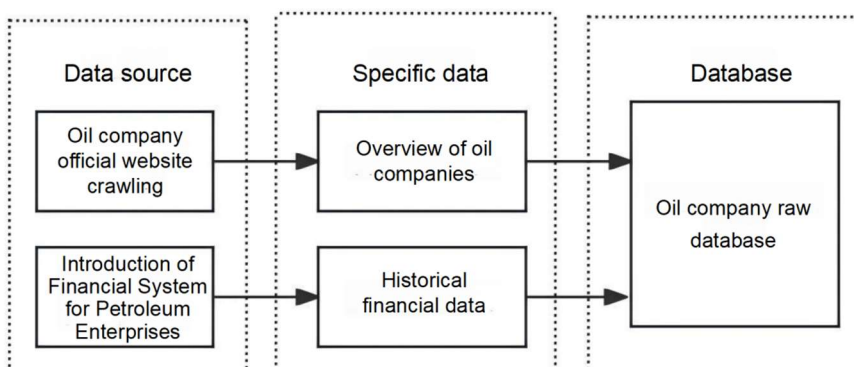 Data source
Specific data
Database
Oil company
official website
crawling
Overview of oil
companies
Oil company raw
database
Introduction of
Financial System
for Petroleum
Enterprises
Historical
financial data